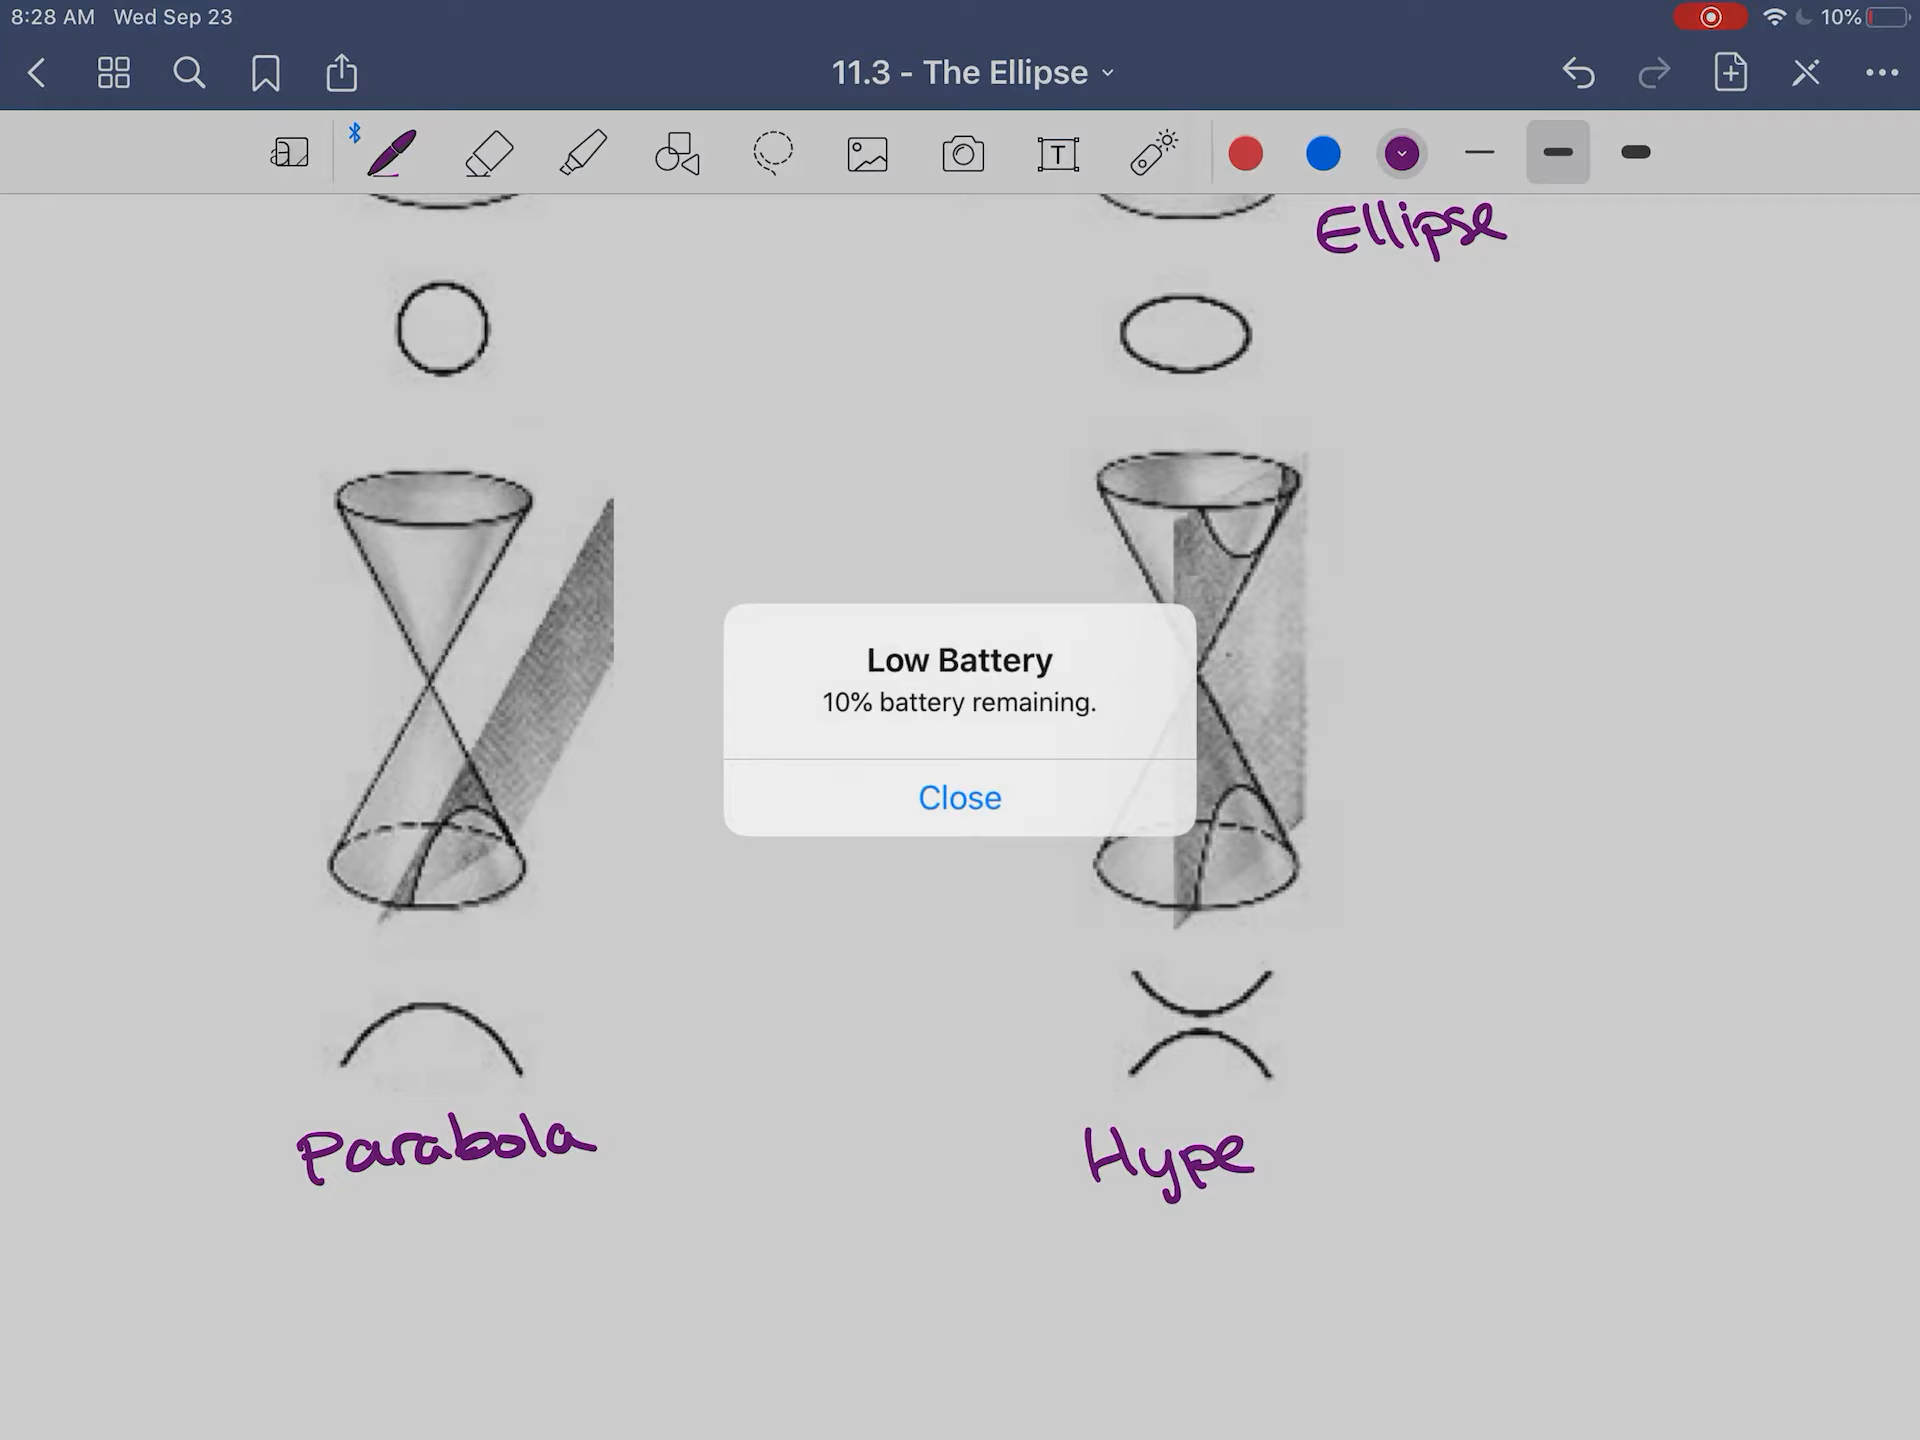 8:28 AM Wed Sep 23
10%
11.3 - The Ellipse
T
Ellipse
Low Battery
10% battery remaining.
Close
Parabola
Hype